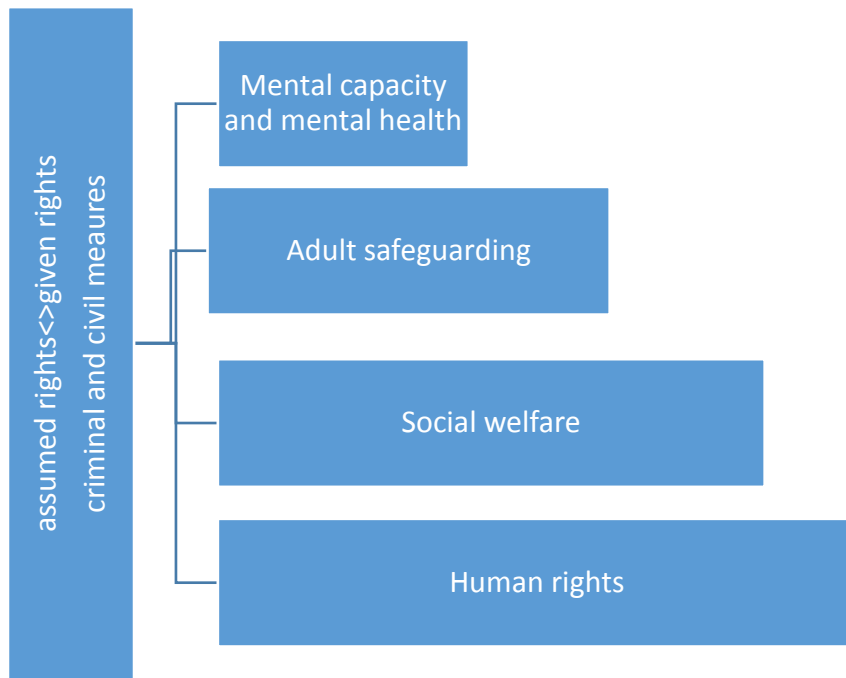 assumed rights<>given rights
criminal and civil meaures
Mental capacity
and mental health
Adult safeguarding
Social welfare
Human rights